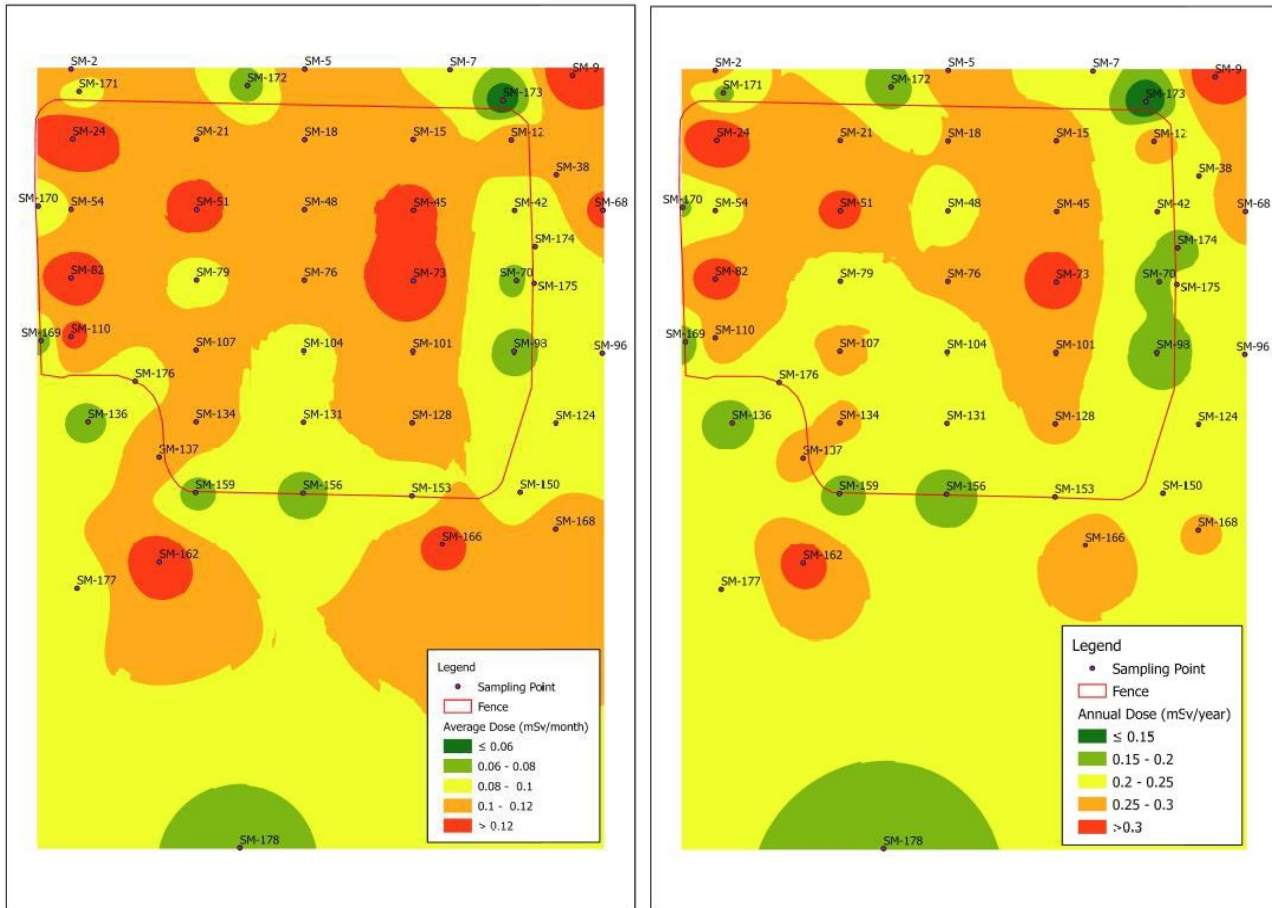 SM-2
SM-5
SM-7
SM-9
SM-171
SM-172
SM-173
SM-24
SM-21
SM-18
SM-15
SM-12
SM-38
SM-170
SM-54
SM-51
SM-48
SM-45
SM-42
SM-68
SM-174
SM-82
SM-79
SM-76
SM-73
SM-70
SM-175
SM-169
SM-110
SM-107
SM-104
SM-101
SM-98
SM-96
SM-176
SM-136
SM-134
SM-131
SM-128
SM-124
SM-137
SM-159
SM-156
SM-153
SM-150
SM-168
SM-166
SM-162
SM-177
SM-178
Legend
Sampling Point
Fence
Average Dose (mSv/month)
≤ 0.06
0.06 - 0.08
0.08 - 0.1
0.1 - 0.12
> 0.12
SM-2
SM-5
SM-7
SM-9
SM-171
SM-172
SM-173
SM-24
SM-21
SM-18
SM-15
SM-12
SM-38
SM-170
SM-54
SM-51
SM-48
SM-45
SM-42
SM-68
SM-174
SM-82
SM-79
SM-76
SM-73
SM-70
SM-175
SM-169
SM-110
SM-107
SM-104
SM-101
SM-98
SM-96
SM-176
SM-136
SM-134
SM-131
SM-128
SM-124
SM-137
SM-159
SM-156
SM-153
SM-150
SM-168
SM-166
SM-162
SM-177
SM-178
Legend
Sampling Point
Fence
Annual Dose (mSv/year)
≤ 0.15
0.15 - 0.2
0.2 - 0.25
0.25 - 0.3
>0.3